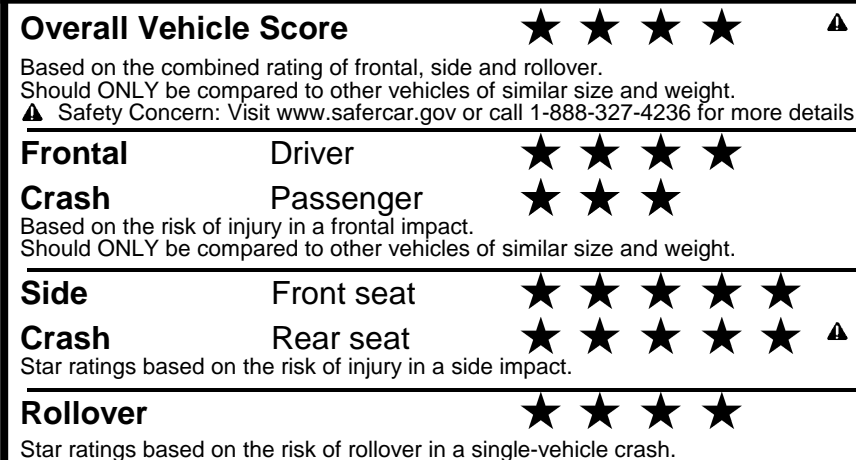 Overall Vehicle Score ★ ★ ★ ★ ⚠
Based on the combined rating of frontal, side and rollover.
Should ONLY be compared to other vehicles of similar size and weight.
⚠ Safety Concern: Visit www.safercar.gov or call 1-888-327-4236 for more details
Frontal Driver ★ ★ ★ ★
Crash Passenger ★ ★ ★
Based on the risk of injury in a frontal impact.
Should ONLY be compared to other vehicles of similar size and weight.
Side Front seat ★ ★ ★ ★ ★
Crash Rear seat ★ ★ ★ ★ ★ ⚠
Star ratings based on the risk of injury in a side impact.
Rollover ★ ★ ★ ★
Star ratings based on the risk of rollover in a single-vehicle crash.